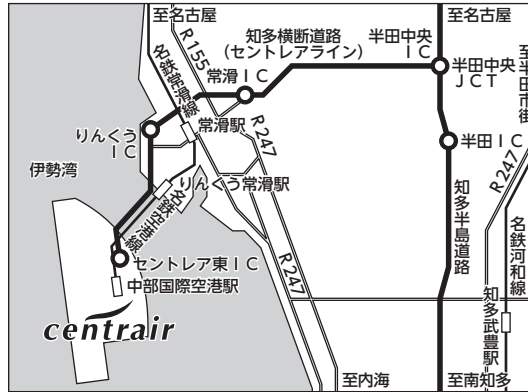 至名古屋
至名古屋
知多横断道路
(セントレアライン)
半田中央
IC
R155
名鉄常滑線
常滑IC
半田中央
JCT
至半田市街
りんくう
IC
常滑駅
R247
半田IC
R247
伊勢湾
りんくう常滑駅
名鉄空港線
知多半島道路
名鉄河和線
セントレア東IC
R247
中部国際空港駅
centrair
知多武豊駅
至内海
至南知多